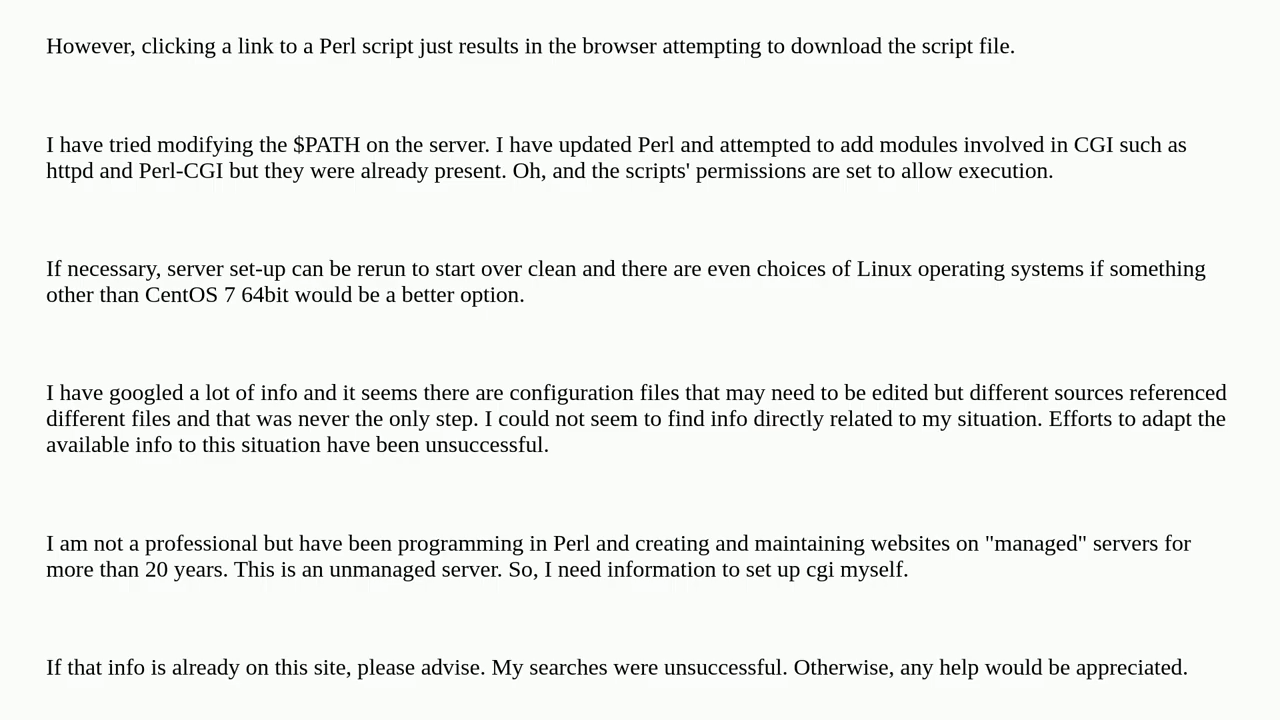 However, clicking a link to a Perl script just results in the browser attempting to download the script file.
I have tried modifying the $PATH on the server. I have updated Perl and attempted to add modules involved in CGI such as
httpd and Perl-CGI but they were already present. Oh, and the scripts' permissions are set to allow execution.
If necessary, server set-up can be rerun to start over clean and there are even choices of Linux operating systems if something
other than CentOS 7 64bit would be a better option.
I have googled a lot of info and it seems there are configuration files that may need to be edited but different sources referenced
different files and that was never the only step. I could not seem to find info directly related to my situation. Efforts to adapt the
available info to this situation have been unsuccessful.
I am not a professional but have been programming in Perl and creating and maintaining websites on "managed" servers for
more than 20 years. This is an unmanaged server. So, I need information to set up cgi myself.
If that info is already on this site, please advise. My searches were unsuccessful. Otherwise, any help would be appreciated.